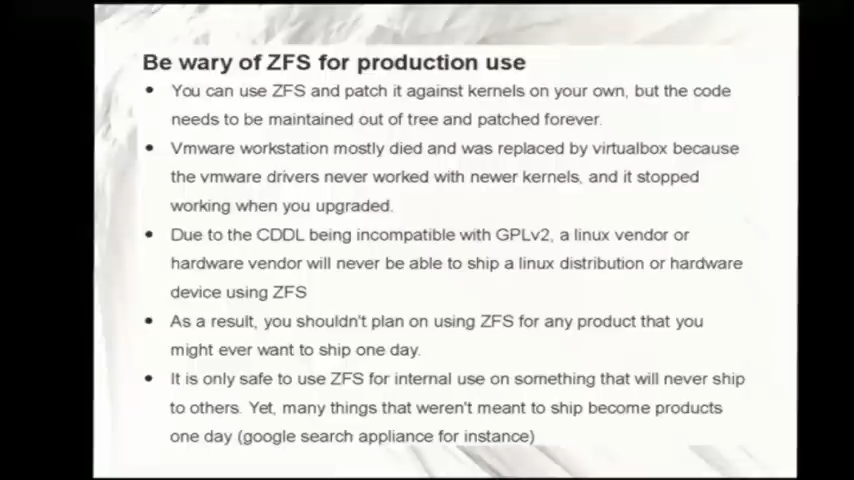 Be wary of ZFS for production use
• You can use ZFS and patch it against kernels on your own, but the code
needs to be maintained out of tree and patched forever.
• Vmware workstation mostly died and was replaced by virtualbox because
the vmware drivers never worked with newer kernels, and it stopped
working when you upgraded.
• Due to the CDDL being incompatible with GPLv2, a linux vendor or
hardware vendor will never be able to ship a linux distribution or hardware
device using ZFS
• As a result, you shouldn't plan on using ZFS for any product that you
might ever want to ship one day.
• It is only safe to use ZFS for internal use on something that will never ship
to others. Yet, many things that weren't meant to ship become products
one day (google search appliance for instance)